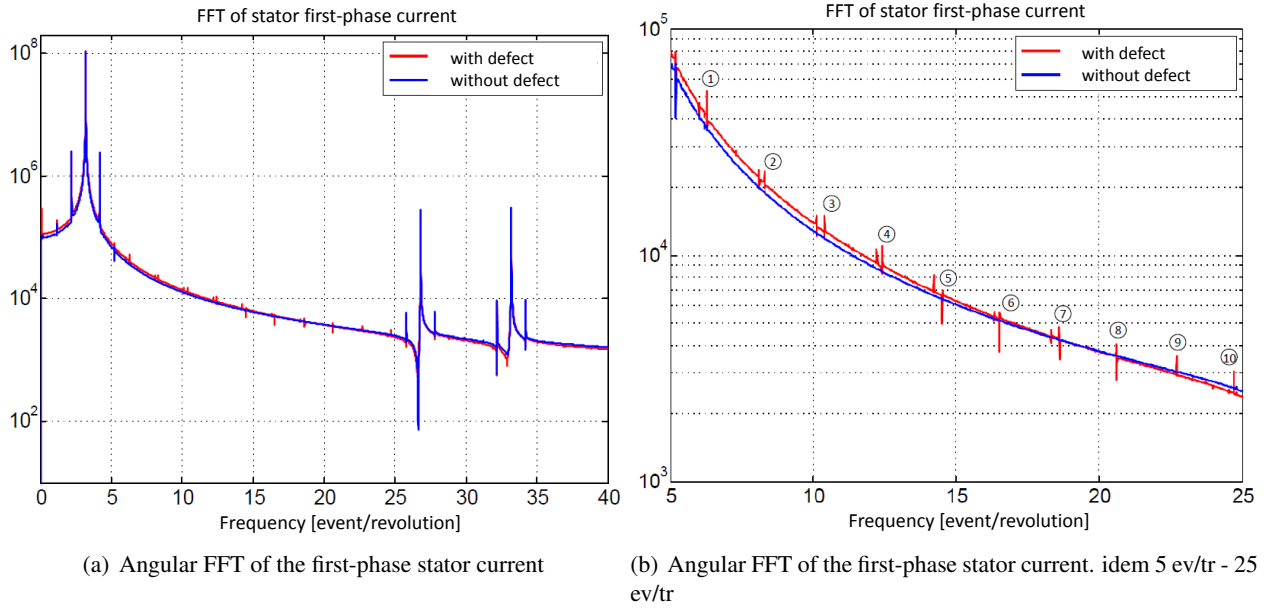 FFT of stator first-phase current
with defect
without defect
10^8
10^6
10^4
10^2
0 5 10 15 20 25 30 35 40
Frequency [event/revolution]
(a) Angular FFT of the first-phase stator current
FFT of stator first-phase current
with defect
without defect
10^5
10^4
10^3
① ② ③ ④ ⑤ ⑥ ⑦ ⑧ ⑨ ⑩
5 10 15 20 25
Frequency [event/revolution]
(b) Angular FFT of the first-phase stator current. idem 5 ev/tr - 25
ev/tr